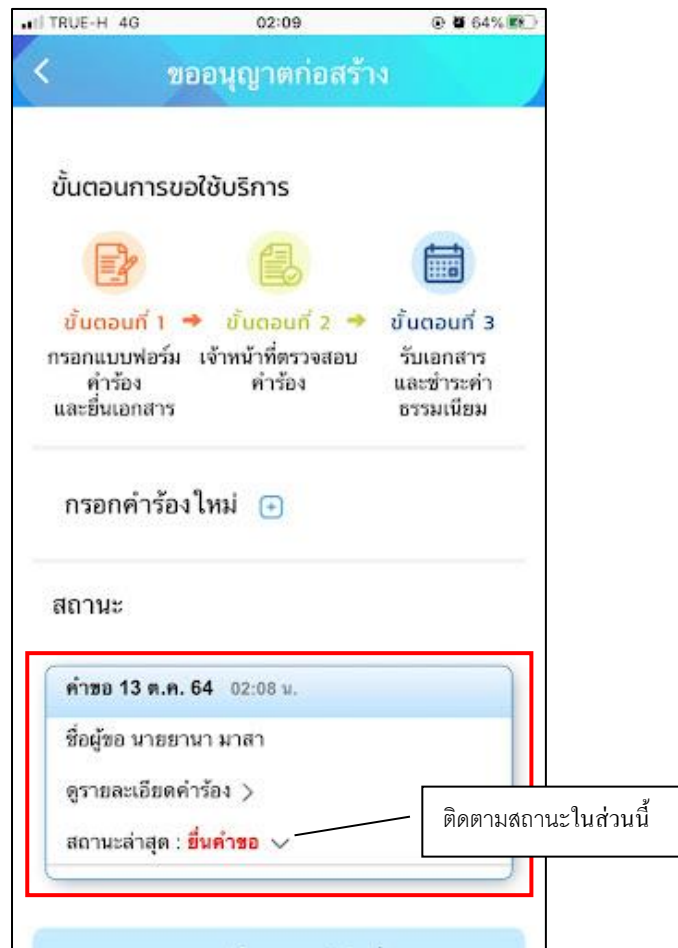 TRUE-H 4G 02:09 64%
ขออนุญาตก่อสร้าง
ขั้นตอนการขอใช้บริการ
ขั้นตอนที่ 1 ➔ ขั้นตอนที่ 2 ➔ ขั้นตอนที่ 3
กรอกแบบฟอร์ม เจ้าหน้าที่ตรวจสอบ รับเอกสาร
คำร้อง คำร้อง และชำระค่า
และยื่นเอกสาร ธรรมเนียม
กรอกคำร้องใหม่
สถานะ
คำขอ 13 ต.ค. 64 02:08 น.
ชื่อผู้ขอ นายยานา มาสา
ดูรายละเอียดคำร้อง >
สถานะล่าสุด : ยื่นคำขอ
ติดตามสถานะในส่วนนี้